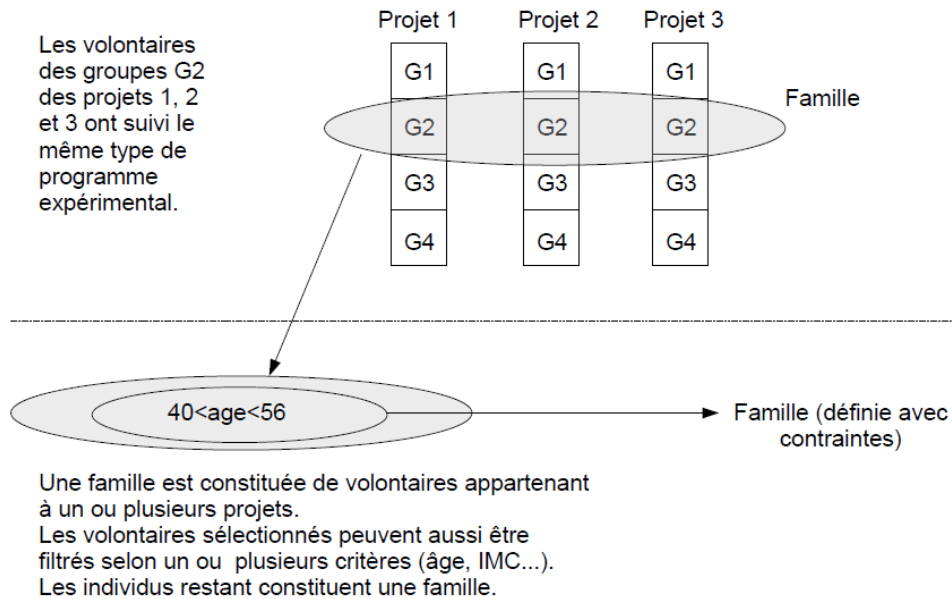 Projet 1 Projet 2 Projet 3
Les volontaires
des groupes G2
des projets 1, 2
et 3 ont suivi le
même type de
programme
expérimental.
G1 G1 G1
Famille
G2 G2 G2
G3 G3 G3
G4 G4 G4
40<age<56
Famille (définie avec
contraintes)
Une famille est constituée de volontaires appartenant
à un ou plusieurs projets.
Les volontaires sélectionnés peuvent aussi être
filtrés selon un ou plusieurs critères (âge, IMC...).
Les individus restant constituent une famille.